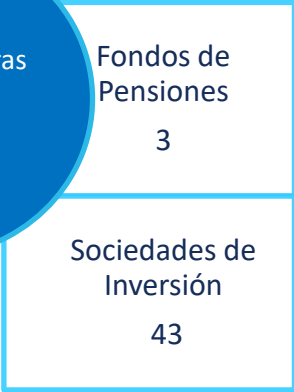 Fondos de
Pensiones
3
Sociedades de
Inversión
43